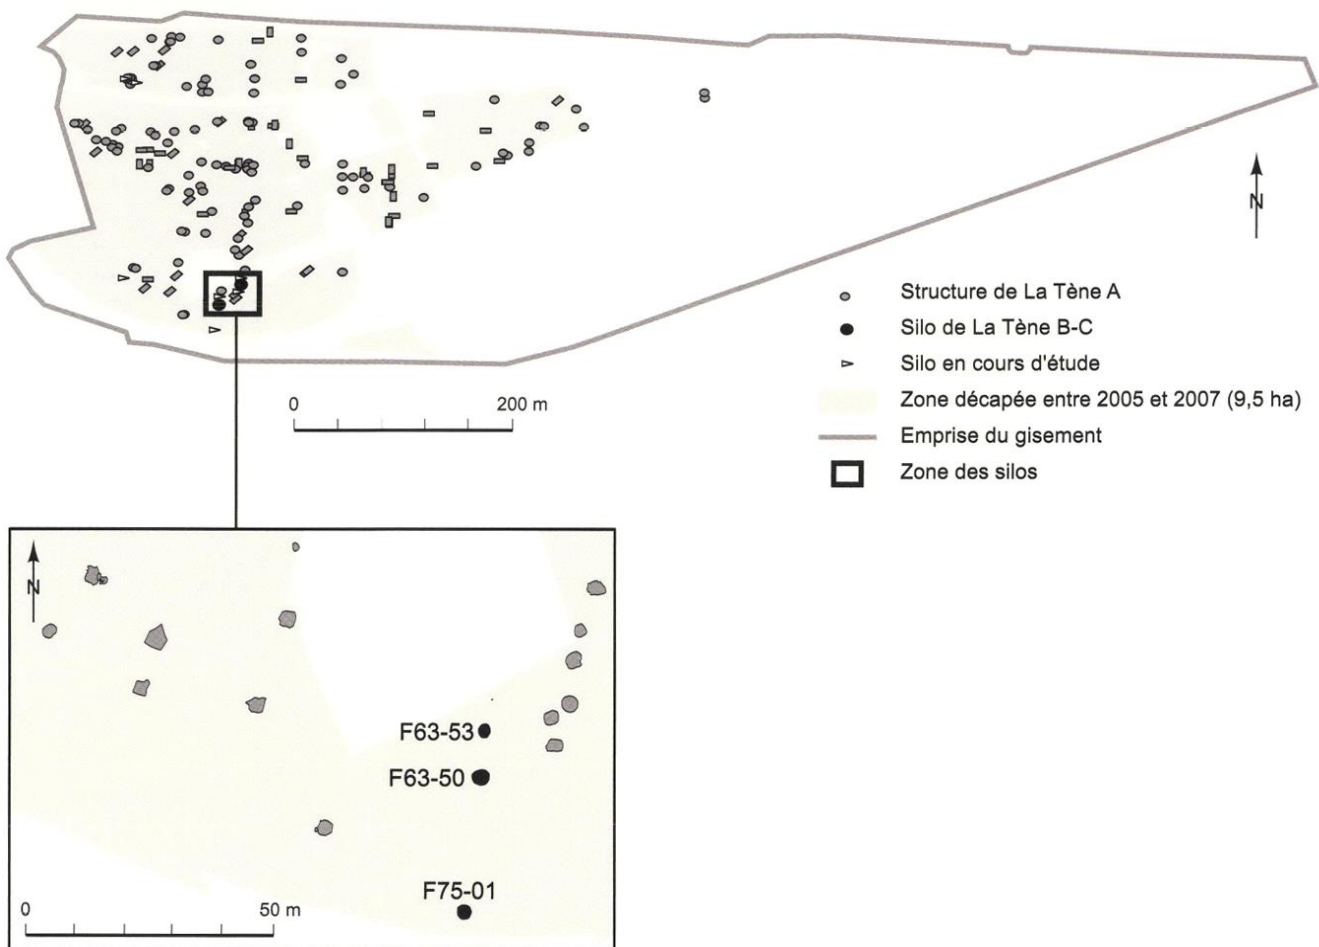 N
Structure de La Tène A
Silo de La Tène B-C
Silo en cours d'étude
Zone décapée entre 2005 et 2007 (9,5 ha)
Emprise du gisement
Zone des silos
0 200 m
N
F63-53
F63-50
F75-01
0 50 m